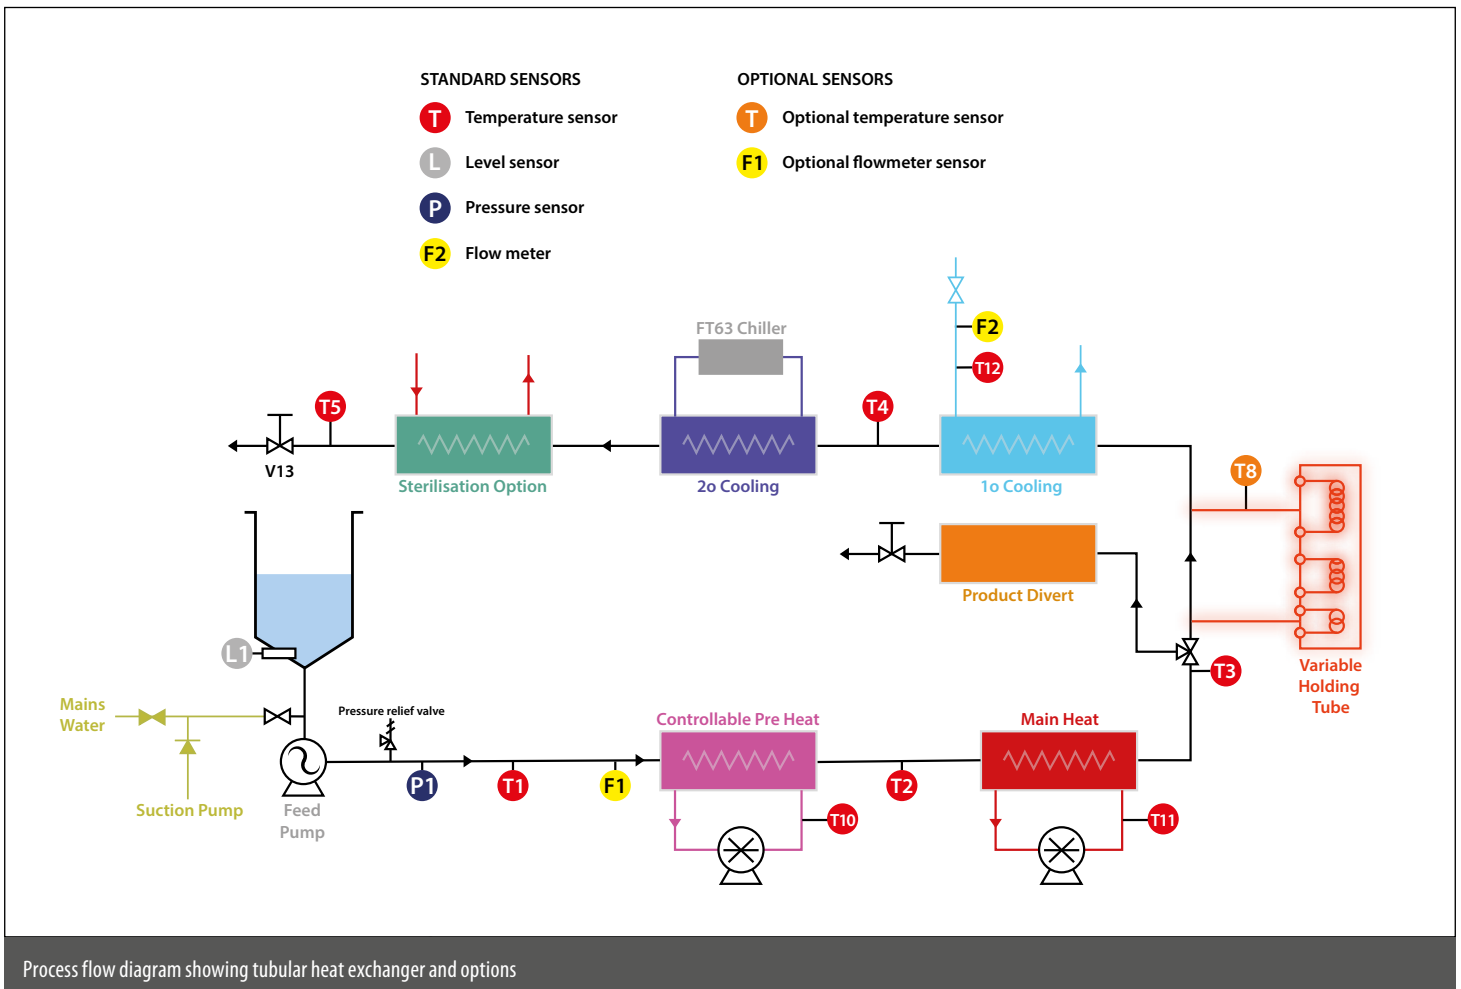 STANDARD SENSORS
T Temperature sensor
L Level sensor
P Pressure sensor
F2 Flow meter
OPTIONAL SENSORS
T Optional temperature sensor
F1 Optional flowmeter sensor
F2
T12
FT63 Chiller
T5
T4
V13
Sterilisation Option
2o Cooling
1o Cooling
T8
Product Divert
L1
T3
Variable
Holding
Tube
Mains
Water
Pressure relief valve
Controllable Pre Heat
Main Heat
P1
T1
F1
T2
Suction Pump
Feed
Pump
T10
T11
Process flow diagram showing tubular heat exchanger and options